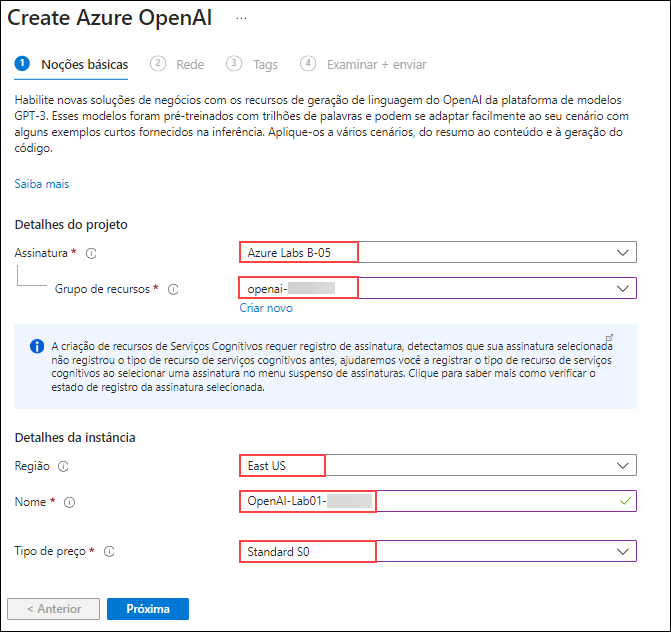 Create Azure OpenAI ...
1 Noções básicas 2 Rede 3 Tags 4 Examinar + enviar
Habilite novas soluções de negócios com os recursos de geração de linguagem do OpenAI da plataforma de modelos
GPT-3. Esses modelos foram pré-treinados com trilhões de palavras e podem se adaptar facilmente ao seu cenário com
alguns exemplos curtos fornecidos na inferência. Aplique-os a vários cenários, do resumo ao conteúdo e à geração do
código.
Saiba mais
Detalhes do projeto
Assinatura * Azure Labs B-05
Grupo de recursos * openai-
Criar novo
A criação de recursos de Serviços Cognitivos requer registro de assinatura, detectamos que sua assinatura selecionada
não registrou o tipo de recurso de serviços cognitivos antes, ajudaremos você a registrar o tipo de recurso de serviços
cognitivos ao selecionar uma assinatura no menu suspenso de assinaturas. Clique para saber mais como verificar o
estado de registro da assinatura selecionada.
Detalhes da instância
Região East US
Nome * OpenAI-Lab01-
Tipo de preço * Standard S0
< Anterior Próxima